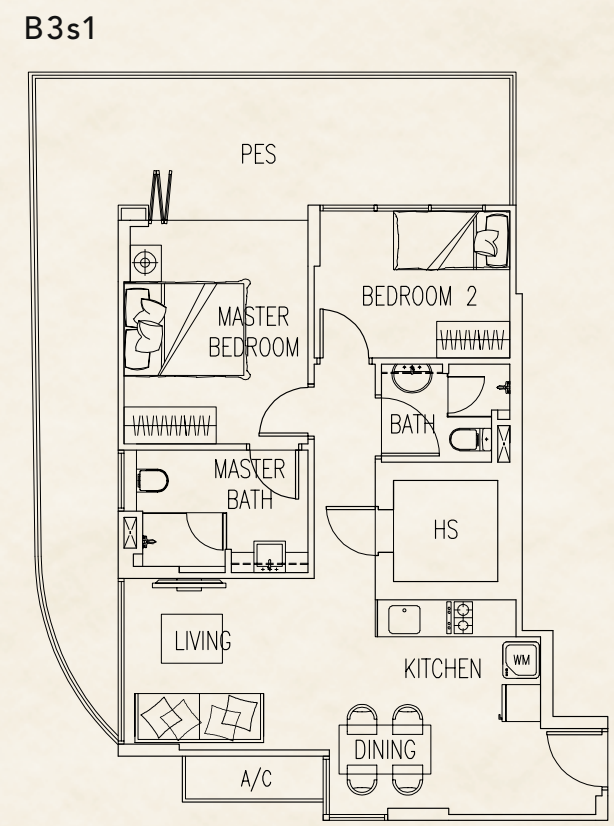 B3s1
PES
BEDROOM 2
MASTER
BEDROOM
BATH
MASTER
BATH
HS
LIVING
KITCHEN
WM
DINING
A/C